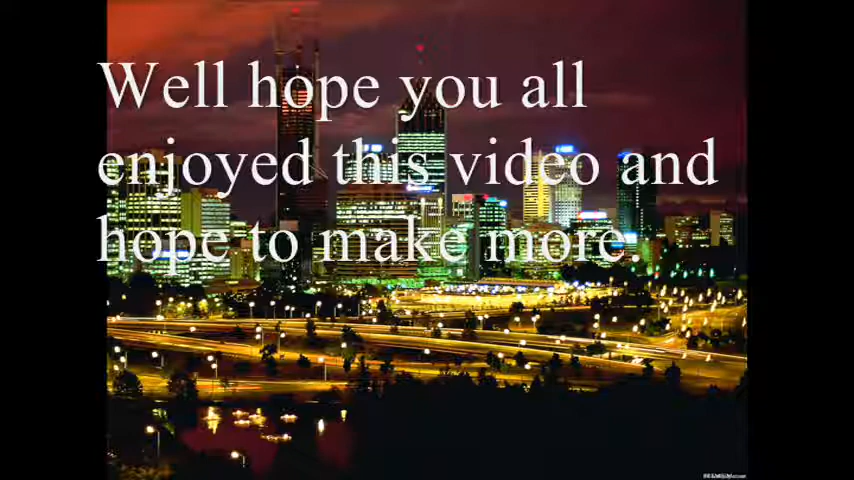 Well hope you all
enjoyed this video and
hope to make more.